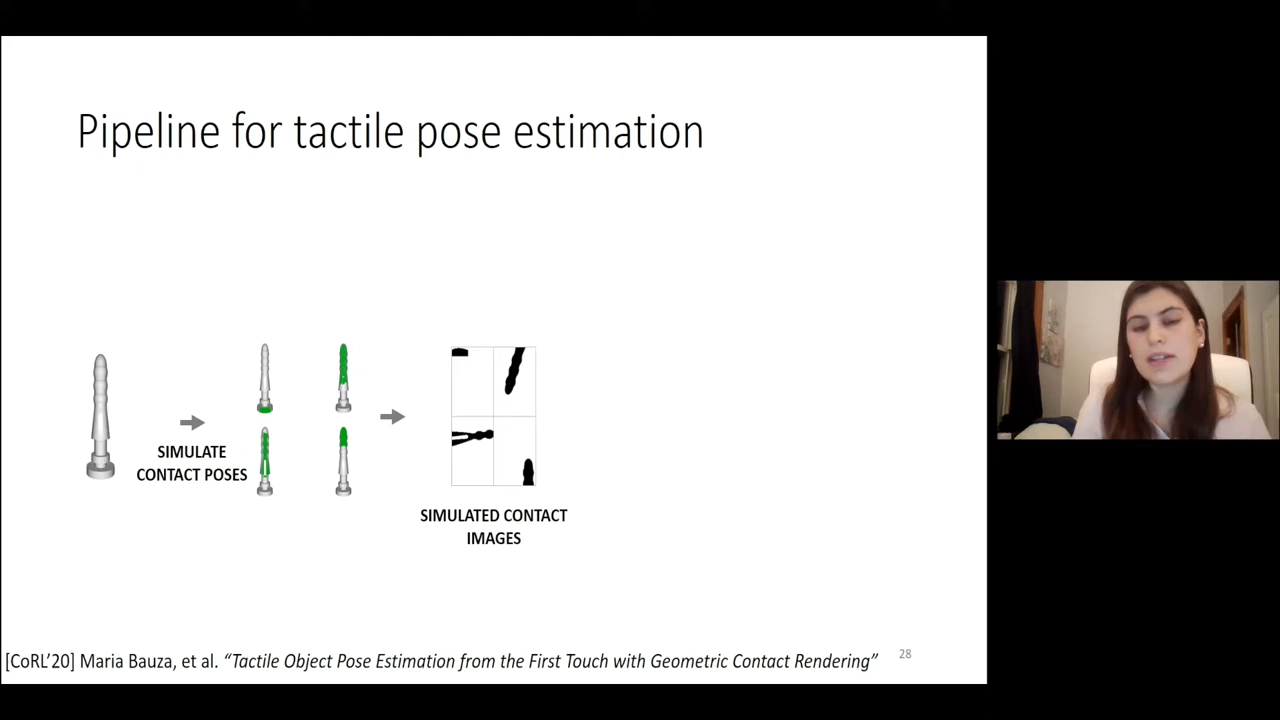 Pipeline for tactile pose estimation
SIMULATE
CONTACT POSES
SIMULATED CONTACT
IMAGES
[CoRL'20] Maria Bauza, et al. “Tactile Object Pose Estimation from the First Touch with Geometric Contact Rendering”
28